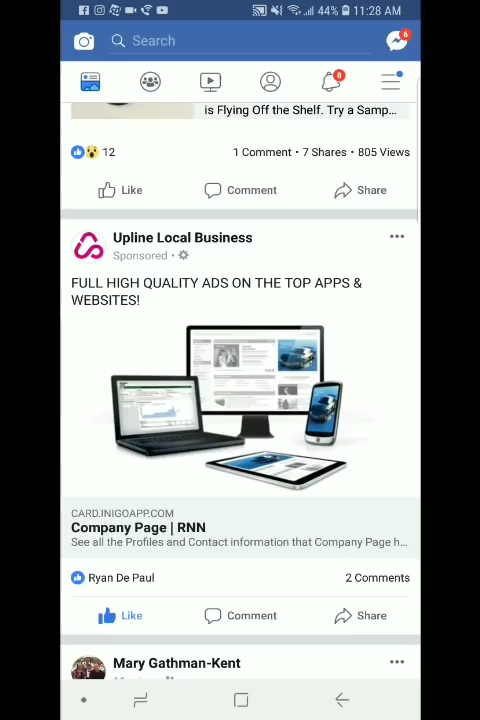 44% 11:28 AM
Search
6
8
is Flying Off the Shelf. Try a Samp...
12
1 Comment • 7 Shares • 805 Views
Like
Comment
Share
Upline Local Business
Sponsored •
FULL HIGH QUALITY ADS ON THE TOP APPS &
WEBSITES!
CARD.INIGOAPP.COM
Company Page | RNN
See all the Profiles and Contact information that Company Page h...
Ryan De Paul
2 Comments
Like
Comment
Share
Mary Gathman-Kent